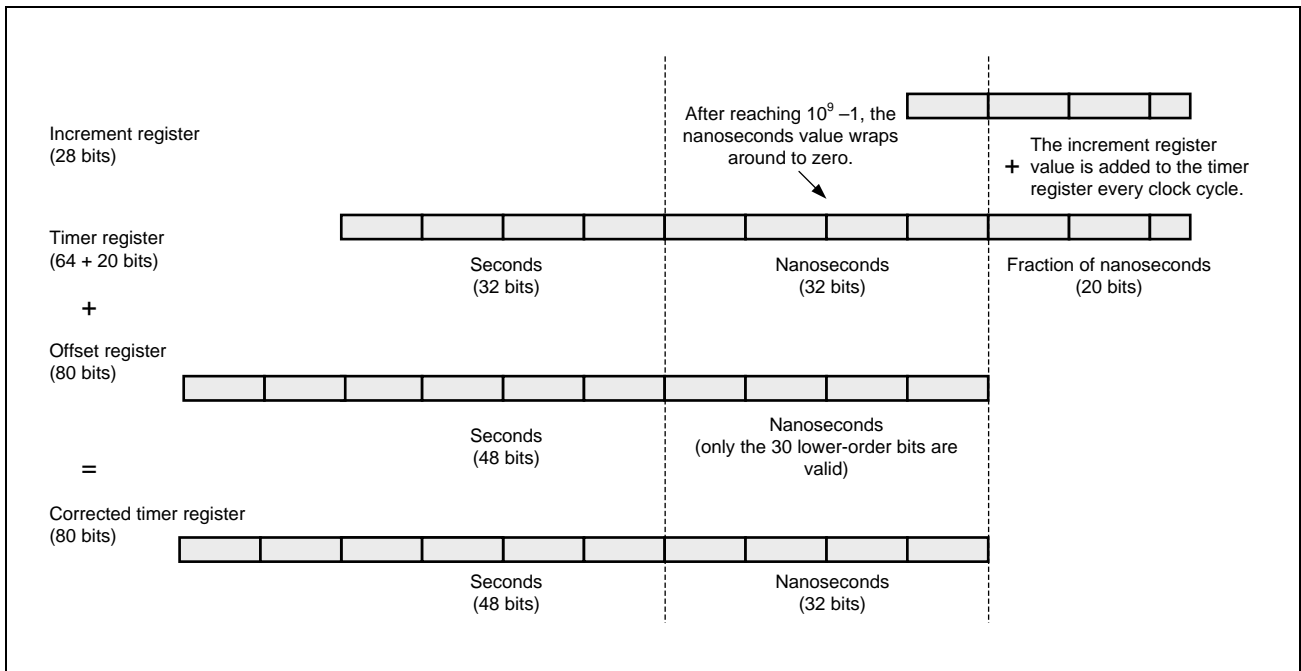 After reaching 10⁹ –1, the
nanoseconds value wraps
around to zero.
Increment register
(28 bits)
The increment register
+ value is added to the timer
register every clock cycle.
Timer register
(64 + 20 bits)
Seconds
(32 bits)
Nanoseconds
(32 bits)
Fraction of nanoseconds
(20 bits)
+
Offset register
(80 bits)
Seconds
(48 bits)
Nanoseconds
(only the 30 lower-order bits are
valid)
=
Corrected timer register
(80 bits)
Seconds
(48 bits)
Nanoseconds
(32 bits)